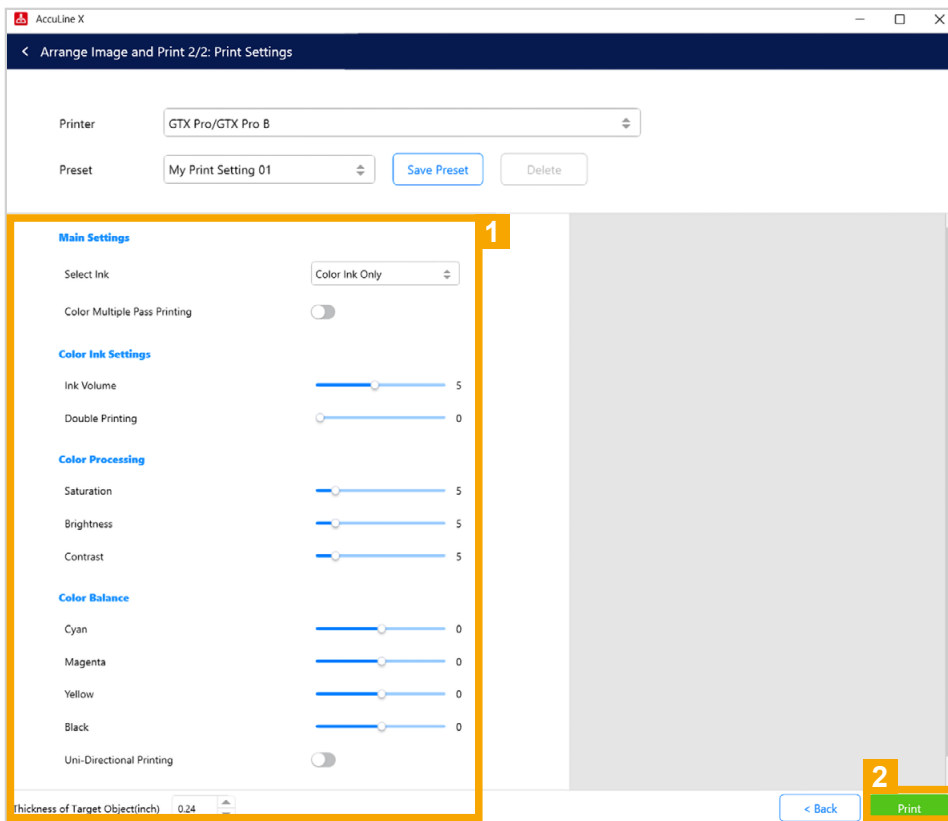 AccuLine X
< Arrange Image and Print 2/2: Print Settings
Printer GTX Pro/GTX Pro B
Preset My Print Setting 01 Save Preset Delete
1
Main Settings
Select Ink Color Ink Only
Color Multiple Pass Printing
Color Ink Settings
Ink Volume 5
Double Printing 0
Color Processing
Saturation 5
Brightness 5
Contrast 5
Color Balance
Cyan 0
Magenta 0
Yellow 0
Black 0
Uni-Directional Printing
2
Thickness of Target Object(inch) 0.24 < Back Print